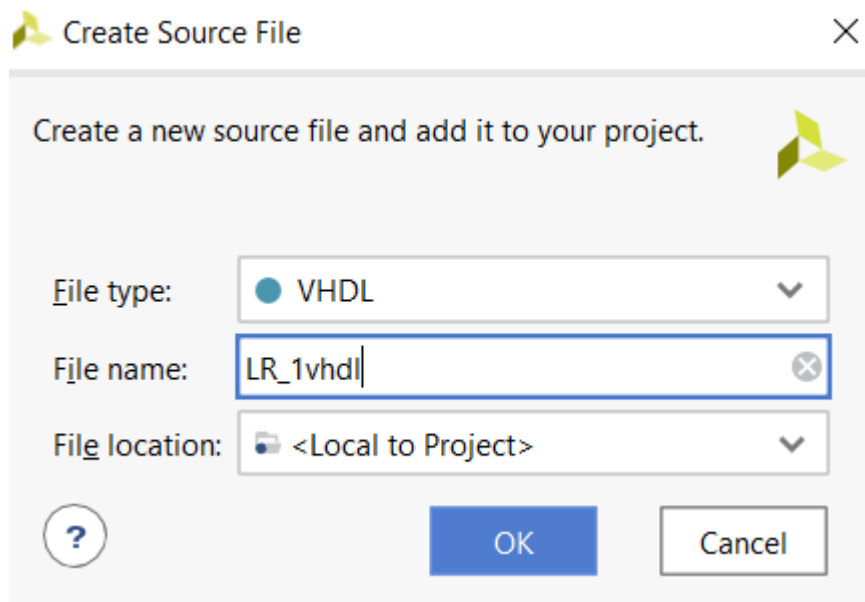 Create Source File
Create a new source file and add it to your project.
File type: VHDL
File name: LR_1vhdl
File location: <Local to Project>
? OK Cancel